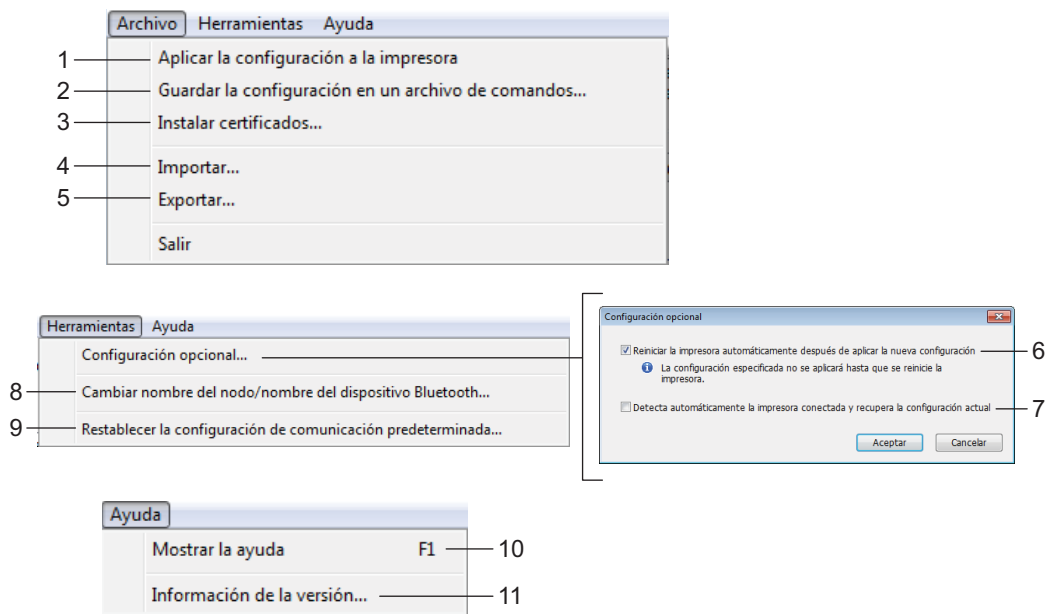 Archivo Herramientas Ayuda
1 Aplicar la configuración a la impresora
2 Guardar la configuración en un archivo de comandos...
3 Instalar certificados...
4 Importar...
5 Exportar...
Salir
Herramientas Ayuda
Configuración opcional...
8 Cambiar nombre del nodo/nombre del dispositivo Bluetooth...
9 Restablecer la configuración de comunicación predeterminada...
Configuración opcional
Reiniciar la impresora automáticamente después de aplicar la nueva configuración 6
La configuración especificada no se aplicará hasta que se reinicie la
impresora.
Detecta automáticamente la impresora conectada y recupera la configuración actual 7
Aceptar Cancelar
Ayuda
Mostrar la ayuda F1 10
Información de la versión... 11